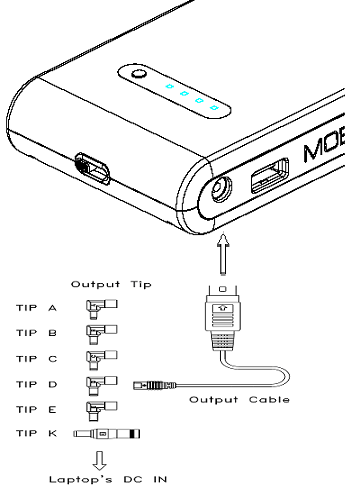 MOB
Output Tip
TIP A
TIP B
TIP C
TIP D
TIP E
TIP K
Output Cable
Laptop's DC IN